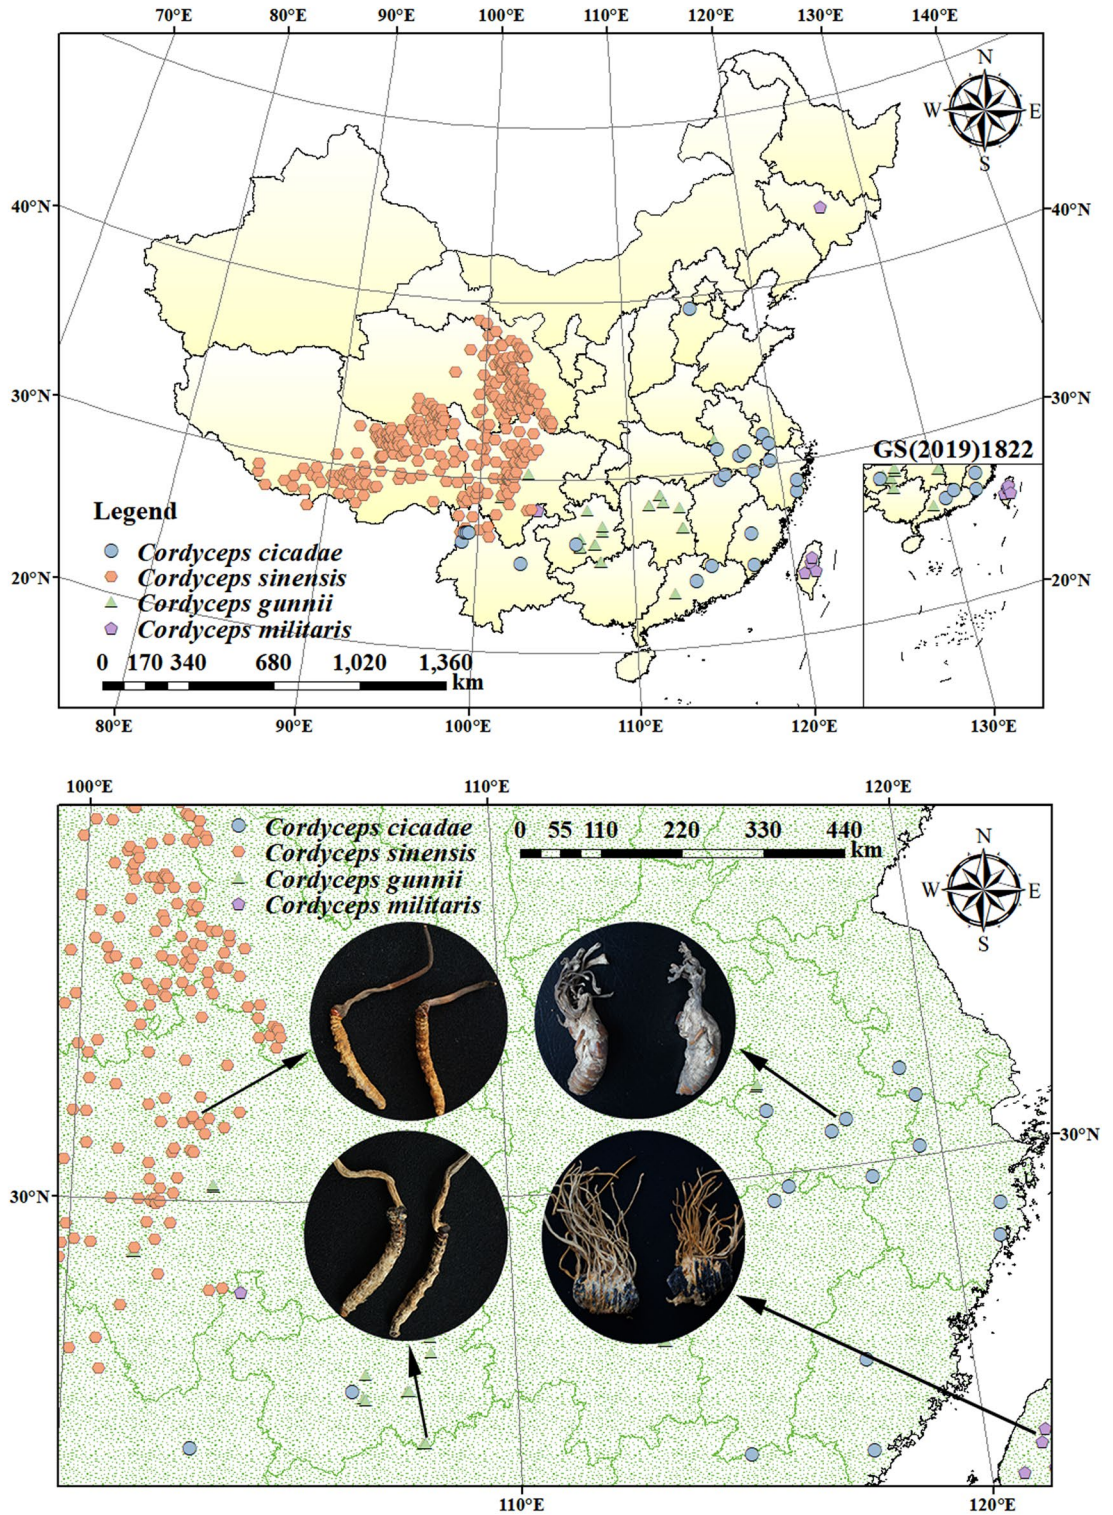 70°E 80°E 90°E 100°E 110°E 120°E 130°E 140°E
N
W E
S
40°N 40°N
30°N 30°N
GS(2019)1822
Legend
Cordyceps cicadae
Cordyceps sinensis
20°N 20°N
Cordyceps gunnii
Cordyceps militaris
0 170 340 680 1,020 1,360
km
80°E 90°E 100°E 110°E 120°E 130°E
100°E 110°E 120°E
Cordyceps cicadae 0 55 110 220 330 440
Cordyceps sinensis km
Cordyceps gunnii
Cordyceps militaris
N
W E
S
30°N
30°N
110°E 120°E